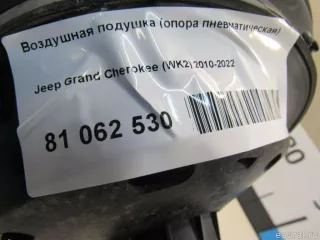 Воздушная подушка (опора пневматическая)
Jeep Grand Cherokee (WK2) 2010-2022
81 062 530